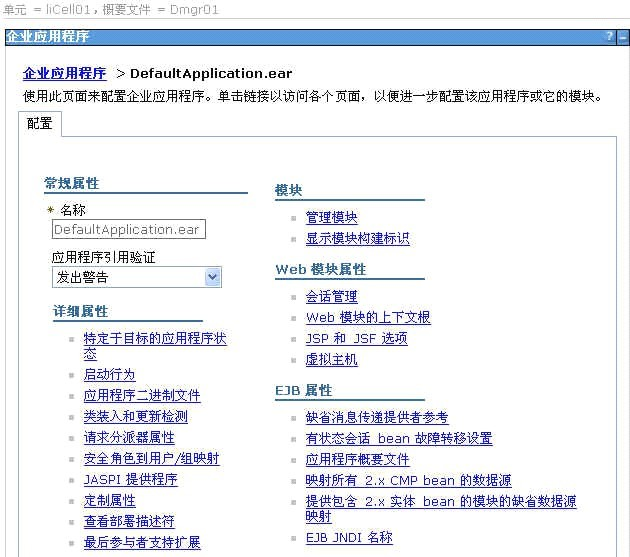 单元 = liCell01，概要文件 = Dmgr01
企业应用程序
? –
企业应用程序 > DefaultApplication.ear
使用此页面来配置企业应用程序。单击链接以访问各个页面，以便进一步配置该应用程序或它的模块。
配置
常规属性
* 名称
DefaultApplication.ear
应用程序引用验证
发出警告
详细属性
特定于目标的应用程序状
态
启动行为
应用程序二进制文件
类装入和更新检测
请求分派器属性
安全角色到用户/组映射
JASPI 提供程序
定制属性
查看部署描述符
最后参与者支持扩展
模块
管理模块
显示模块构建标识
Web 模块属性
会话管理
Web 模块的上下文根
JSP 和 JSF 选项
虚拟主机
EJB 属性
缺省消息传递提供者参考
有状态会话 bean 故障转移设置
应用程序概要文件
映射所有 2.x CMP bean 的数据源
提供包含 2.x 实体 bean 的模块的缺省数据源
映射
EJB JNDI 名称